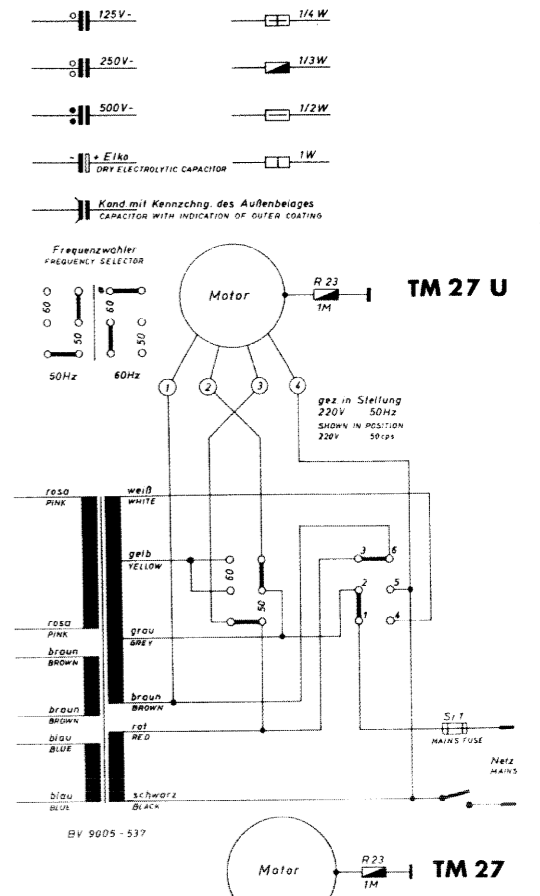 125V-
1/4 W
250V-
1/3W
500V-
1/2W
- + Elko
DRY ELECTROLYTIC CAPACITOR
1W
Kond. mit Kennzchng. des Außenbelages
CAPACITOR WITH INDICATION OF OUTER COATING
Frequenzwähler
FREQUENCY SELECTOR
60
50
60
50
50Hz
60Hz
Motor
R 23
1M
TM 27 U
1
2
3
4
gez. in Stellung
220V 50Hz
SHOWN IN POSITION
220V 50cps
rosa
PINK
weiß
WHITE
gelb
YELLOW
60
50
3
6
2
5
1
4
rosa
PINK
grau
GREY
braun
BROWN
braun
BROWN
braun
BROWN
rot
RED
blau
BLUE
Si 1
MAINS FUSE
Netz
MAINS
blau
BLUE
schwarz
BLACK
BV 9005 - 537
Motor
R 23
1M
TM 27